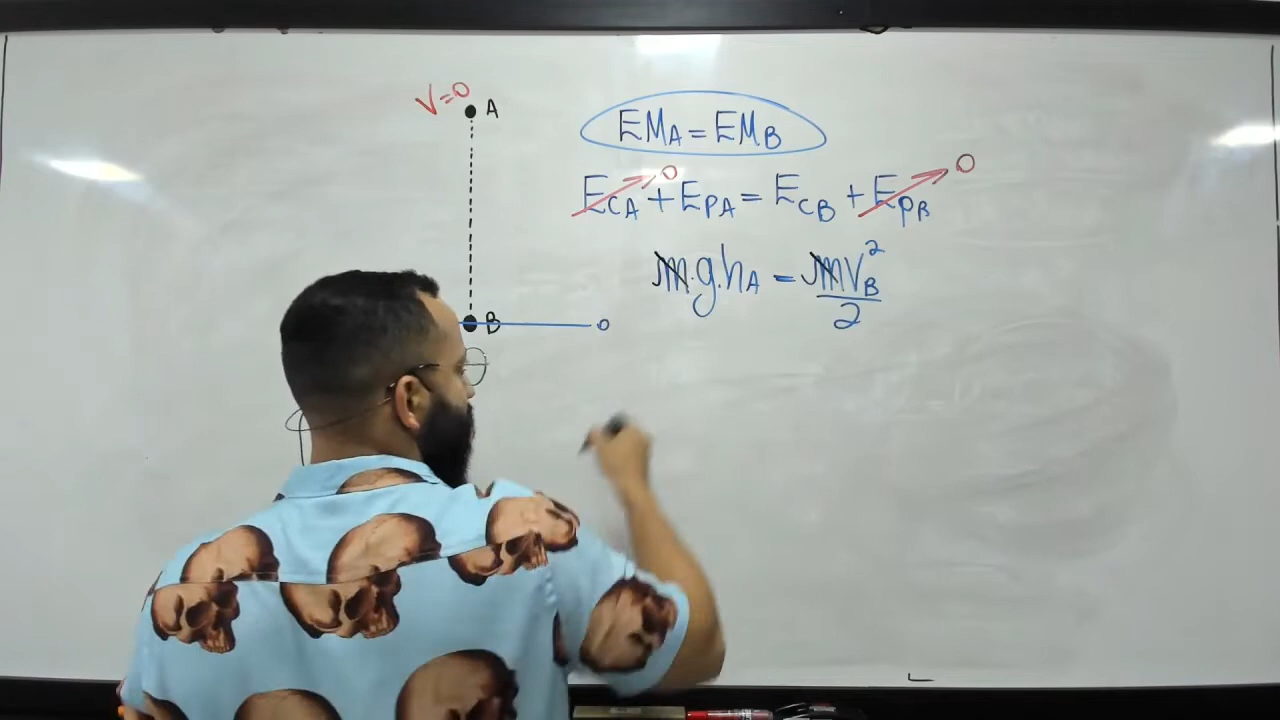 V=0 A
EMA = EMB
ECA + EPA = ECB + EPB
0 0
m.g.hA = mVB²/2
B 0